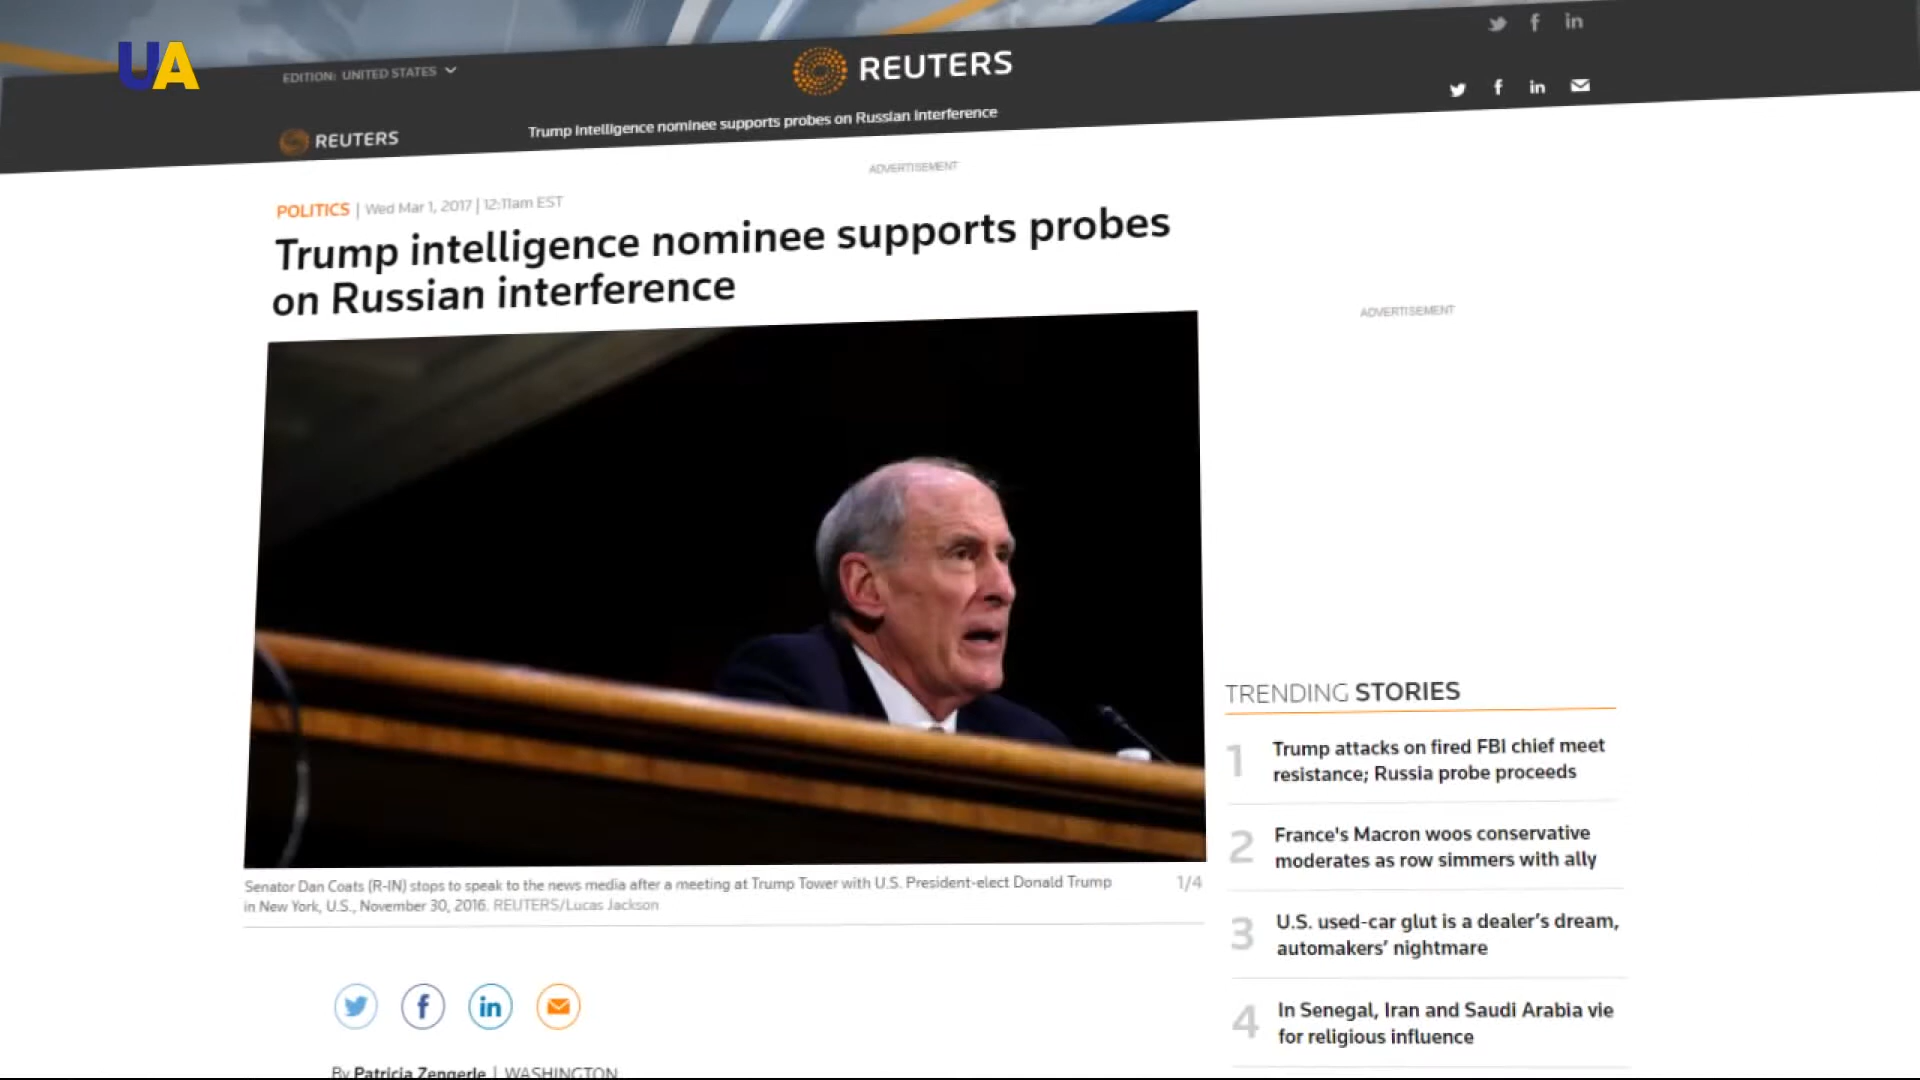 UA
EDITION: UNITED STATES
REUTERS
REUTERS
Trump intelligence nominee supports probes on Russian interference
ADVERTISEMENT
POLITICS | Wed Mar 1, 2017 | 12:11am EST
Trump intelligence nominee supports probes
on Russian interference
ADVERTISEMENT
Senator Dan Coats (R-IN) stops to speak to the news media after a meeting at Trump Tower with U.S. President-elect Donald Trump
in New York, U.S., November 30, 2016. REUTERS/Lucas Jackson
1/4
TRENDING STORIES
1
Trump attacks on fired FBI chief meet
resistance; Russia probe proceeds
2
France's Macron woos conservative
moderates as row simmers with ally
3
U.S. used-car glut is a dealer's dream,
automakers' nightmare
4
In Senegal, Iran and Saudi Arabia vie
for religious influence
By Patricia Zengerle | WASHINGTON